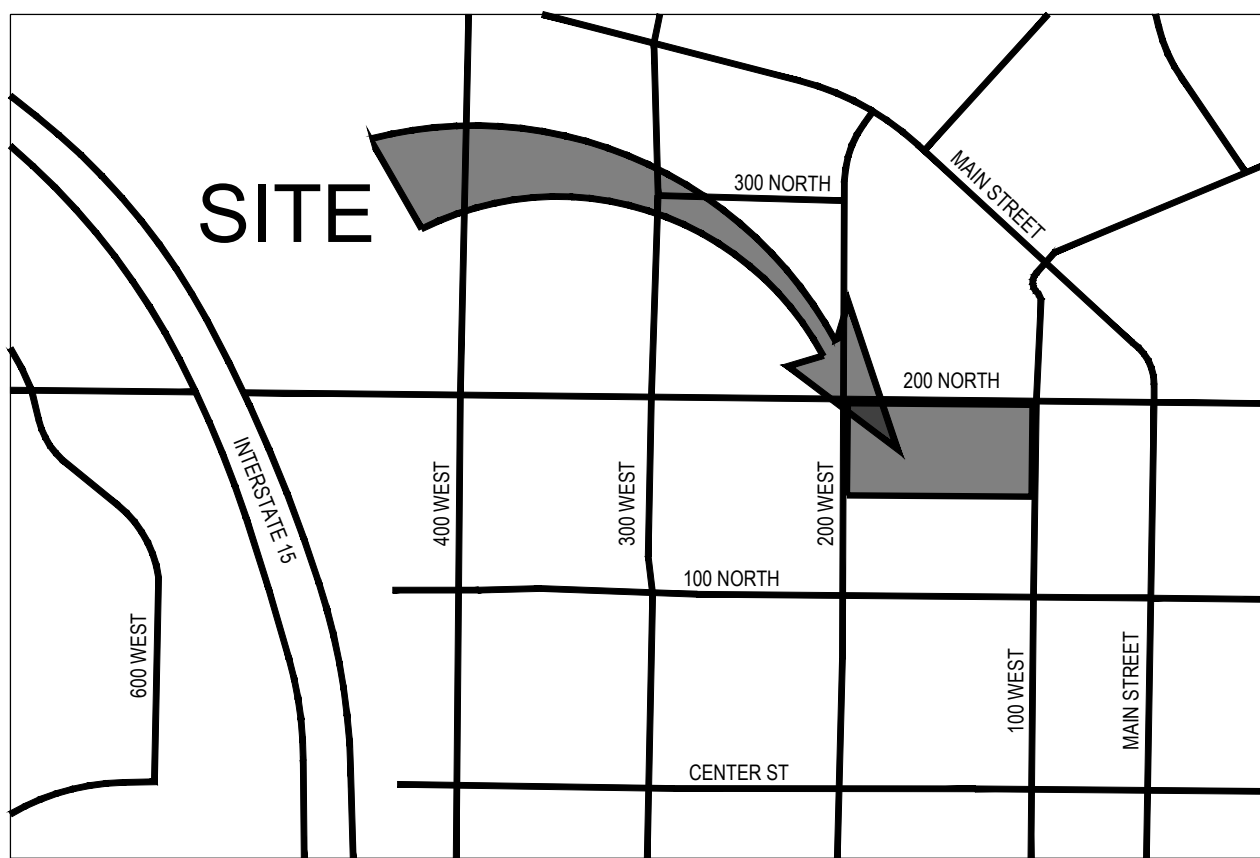 MAIN STREET
300 NORTH
SITE
200 NORTH
INTERSTATE 15
400 WEST
300 WEST
200 WEST
100 NORTH
600 WEST
100 WEST
MAIN STREET
CENTER ST